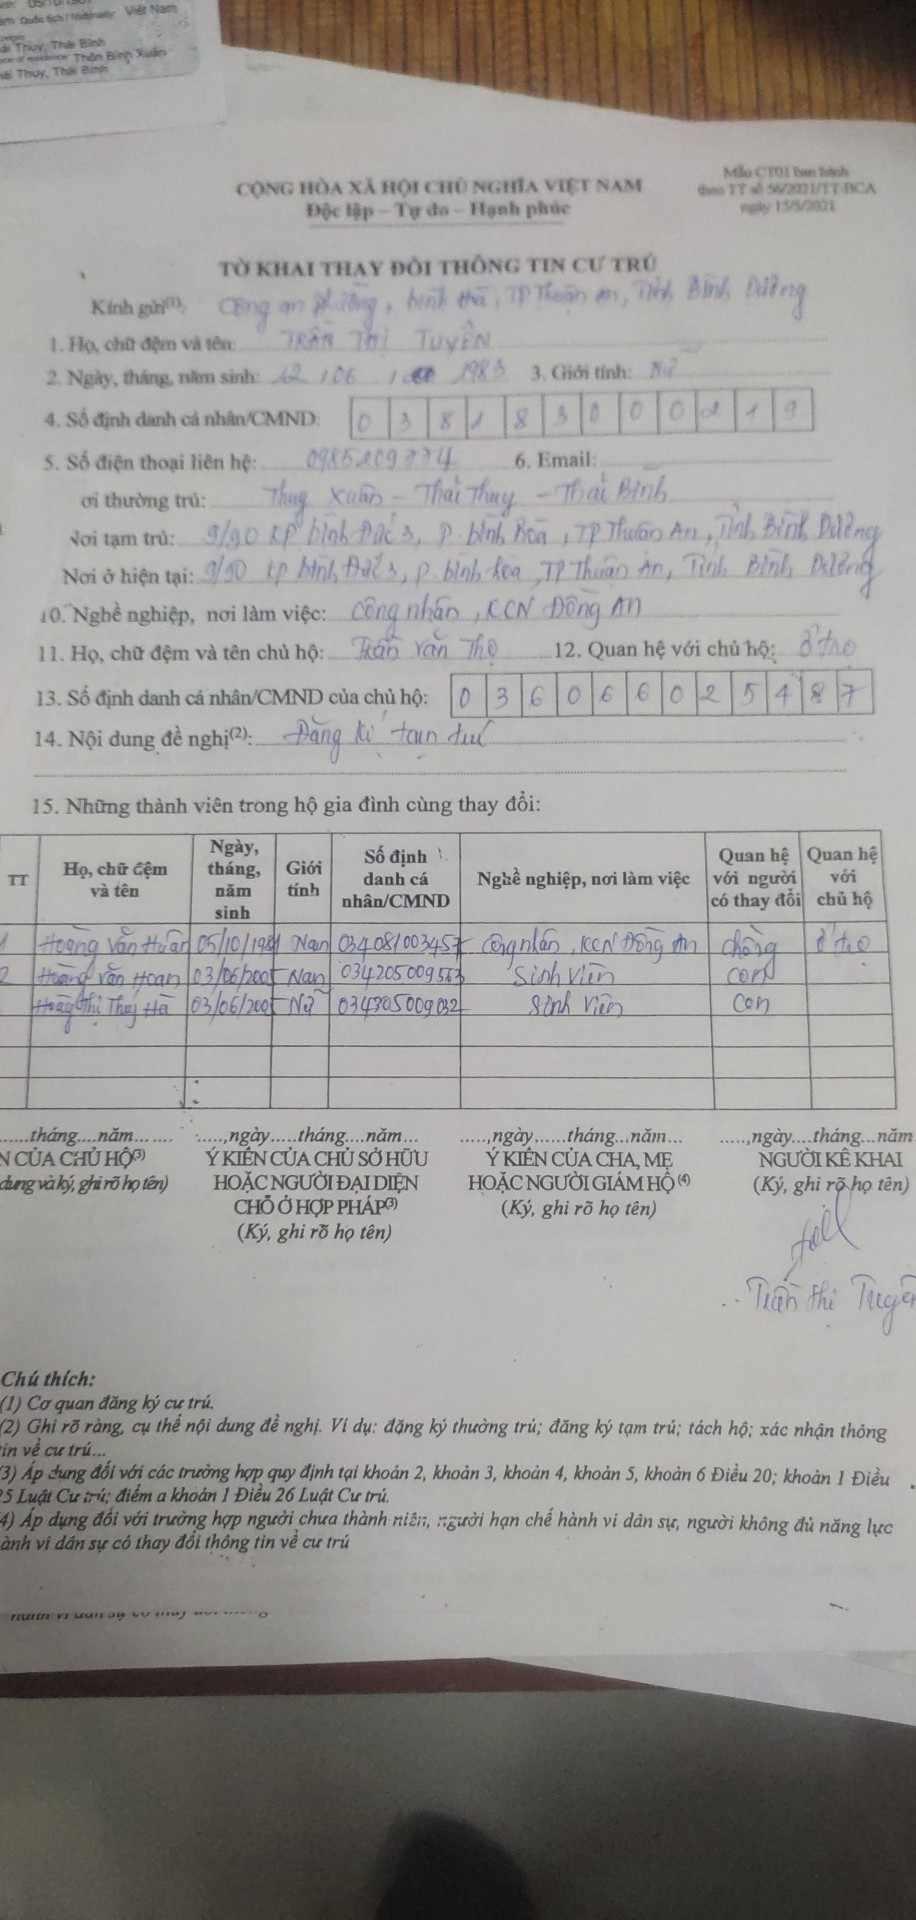 Việt Nam
Thụy, Thái Bình
Thôn Bình Xuân
Thụy, Thái Bình
Mẫu CT01 ban hành
theo TT số 56/2021/TT-BCA
ngày 15/5/2021
CỘNG HÒA XÃ HỘI CHỦ NGHĨA VIỆT NAM
Độc lập – Tự do – Hạnh phúc
TỜ KHAI THAY ĐỔI THÔNG TIN CƯ TRÚ
Kính gửi(1): Công an phường, bình hoà, TP Thuận An, Tỉnh Bình Dương
1. Họ, chữ đệm và tên: TRẦN THỊ TUYÊN
2. Ngày, tháng, năm sinh: 12 / 06 / 1983 3. Giới tính: Nữ
4. Số định danh cá nhân/CMND: 0 3 8 1 8 3 0 0 0 2 1 9
5. Số điện thoại liên hệ: 6. Email:
ơi thường trú: Thụy Xuân - Thái Thụy - Thái Bình
Nơi tạm trú: 9/90 KP bình Đức 3, P. bình Hòa, TP Thuận An, Tỉnh Bình Dương
Nơi ở hiện tại: 9/90 kp bình Đức 3, p. bình hòa, TP Thuận An, Tỉnh Bình Dương
10. Nghề nghiệp, nơi làm việc: công nhân, KCN Đồng An
11. Họ, chữ đệm và tên chủ hộ: Trần Văn Thọ 12. Quan hệ với chủ hộ: ở trọ
13. Số định danh cá nhân/CMND của chủ hộ: 0 3 6 0 6 6 0 2 5 4 8 7
14. Nội dung đề nghị(2): Đăng kí tạm trú
15. Những thành viên trong hộ gia đình cùng thay đổi:
TT Họ, chữ đệm và tên Ngày, tháng, năm sinh Giới tính Số định danh cá nhân/CMND Nghề nghiệp, nơi làm việc Quan hệ với người có thay đổi Quan hệ với chủ hộ
1 Hoàng Văn Huân 05/10/1981 Nam 034081003457 công nhân, KCN Đồng An chồng ở trọ
2 Hoàng Văn Hoan 03/06/2005 Nam 034205009563 Sinh viên con
Hoàng Thị Thúy Hà 03/06/2005 Nữ 034305009032 Sinh Viên con
......tháng....năm....... ......,ngày.....tháng....năm... ......,ngày......tháng....năm... ......,ngày....tháng...năm
N CỦA CHỦ HỘ(3) Ý KIẾN CỦA CHỦ SỞ HỮU Ý KIẾN CỦA CHA, MẸ NGƯỜI KÊ KHAI
dung và ký, ghi rõ họ tên) HOẶC NGƯỜI ĐẠI DIỆN HOẶC NGƯỜI GIÁM HỘ (4) (Ký, ghi rõ họ tên)
CHỖ Ở HỢP PHÁP(3) (Ký, ghi rõ họ tên)
(Ký, ghi rõ họ tên)
Trần Thị Tuyên
Chú thích:
(1) Cơ quan đăng ký cư trú.
(2) Ghi rõ ràng, cụ thể nội dung đề nghị. Ví dụ: đăng ký thường trú; đăng ký tạm trú; tách hộ; xác nhận thông
tin về cư trú...
(3) Áp dụng đối với các trường hợp quy định tại khoản 2, khoản 3, khoản 4, khoản 5, khoản 6 Điều 20; khoản 1 Điều
25 Luật Cư trú; điểm a khoản 1 Điều 26 Luật Cư trú.
4) Áp dụng đối với trường hợp người chưa thành niên, người hạn chế hành vi dân sự, người không đủ năng lực
ành vi dân sự có thay đổi thông tin về cư trú